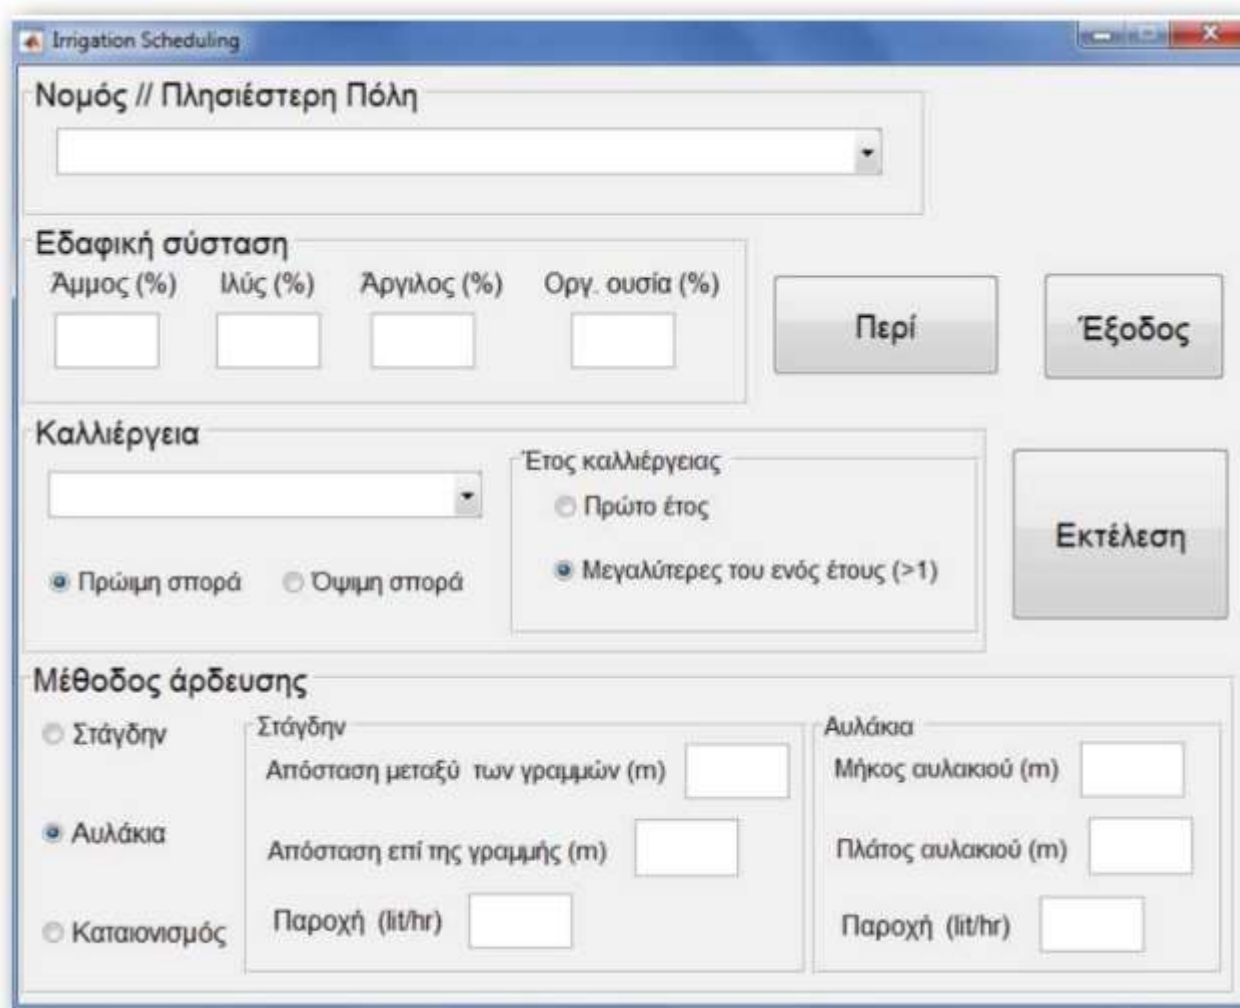 Irrigation Scheduling
Νομός // Πλησιέστερη Πόλη
Εδαφική σύσταση
Άμμος (%) Ιλύς (%) Άργιλος (%) Οργ. ουσία (%)
Περί
Έξοδος
Καλλιέργεια
Πρώιμη σπορά Όψιμη σπορά
Έτος καλλιέργειας
Πρώτο έτος
Μεγαλύτερες του ενός έτους (>1)
Εκτέλεση
Μέθοδος άρδευσης
Στάγδην
Αυλάκια
Καταιονισμός
Στάγδην
Απόσταση μεταξύ των γραμμών (m)
Απόσταση επί της γραμμής (m)
Παροχή (lit/hr)
Αυλάκια
Μήκος αυλακιού (m)
Πλάτος αυλακιού (m)
Παροχή (lit/hr)